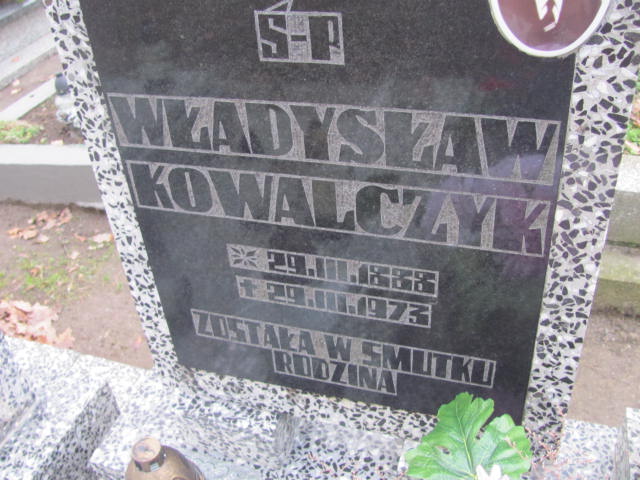 Ś-P
WŁADYSŁAW
KOWALCZYK
* 29.III.1888
† 29.III.1973
ZOSTAŁA W SMUTKU
RODZINA